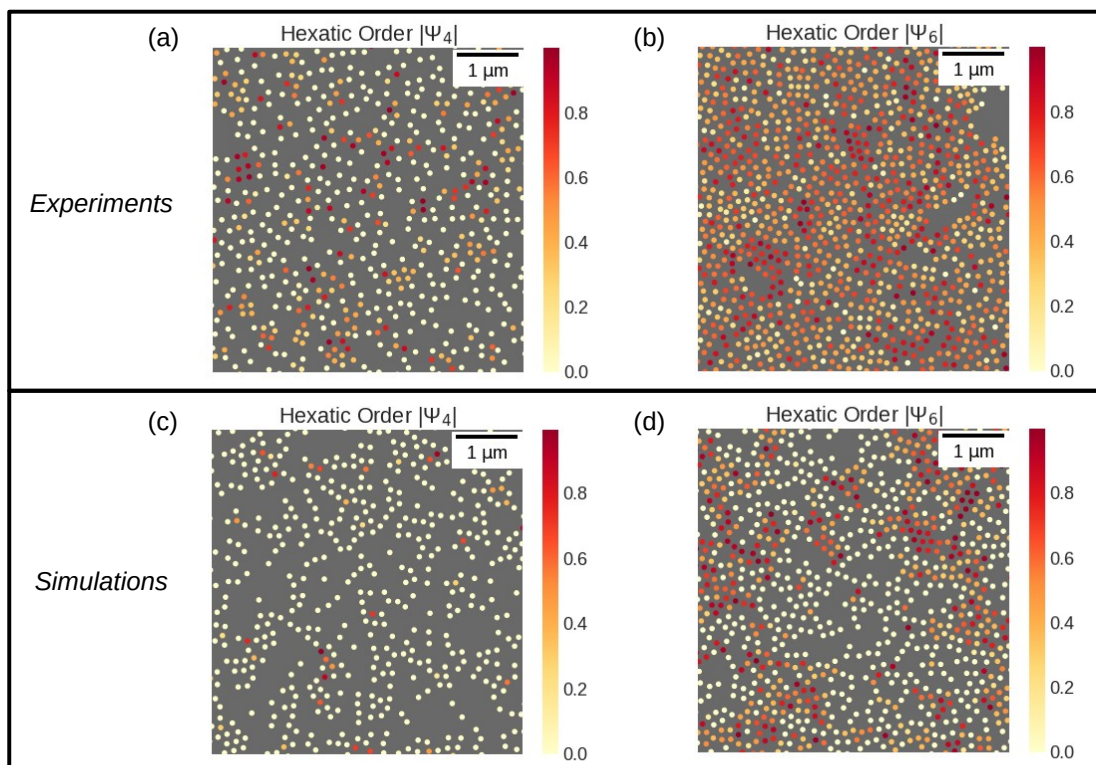 (a)
Hexatic Order |Ψ4|
1 μm
0.8
0.6
0.4
0.2
0.0
(b)
Hexatic Order |Ψ6|
1 μm
0.8
0.6
0.4
0.2
0.0
Experiments
(c)
Hexatic Order |Ψ4|
1 μm
0.8
0.6
0.4
0.2
0.0
(d)
Hexatic Order |Ψ6|
1 μm
0.8
0.6
0.4
0.2
0.0
Simulations